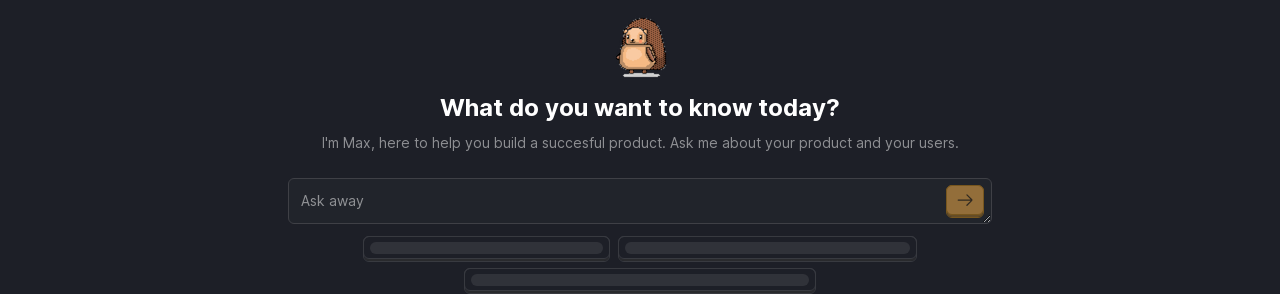 What do you want to know today?
I'm Max, here to help you build a succesful product. Ask me about your product and your users.
Ask away